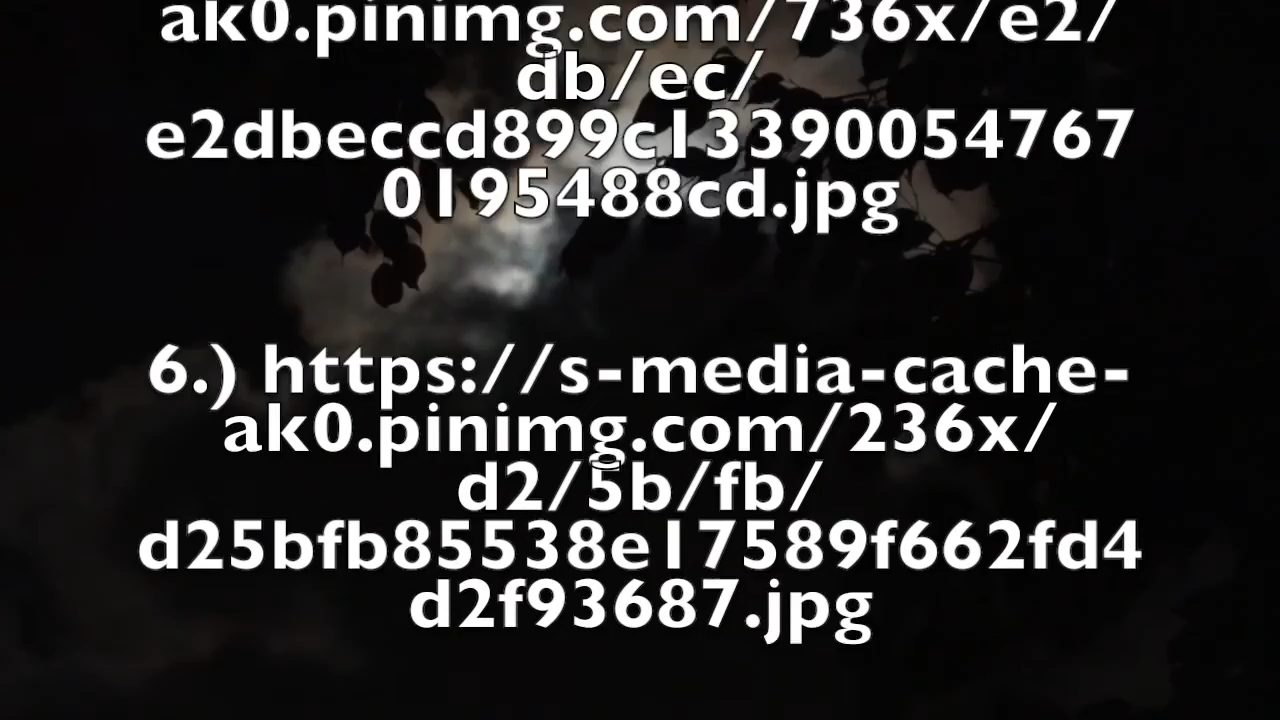 ak0.pinimg.com/736x/e2/
db/ec/
e2dbeccd899c13390054767
0195488cd.jpg
6.) https://s-media-cache-
ak0.pinimg.com/236x/
d2/5b/fb/
d25bfb85538e17589f662fd4
d2f93687.jpg